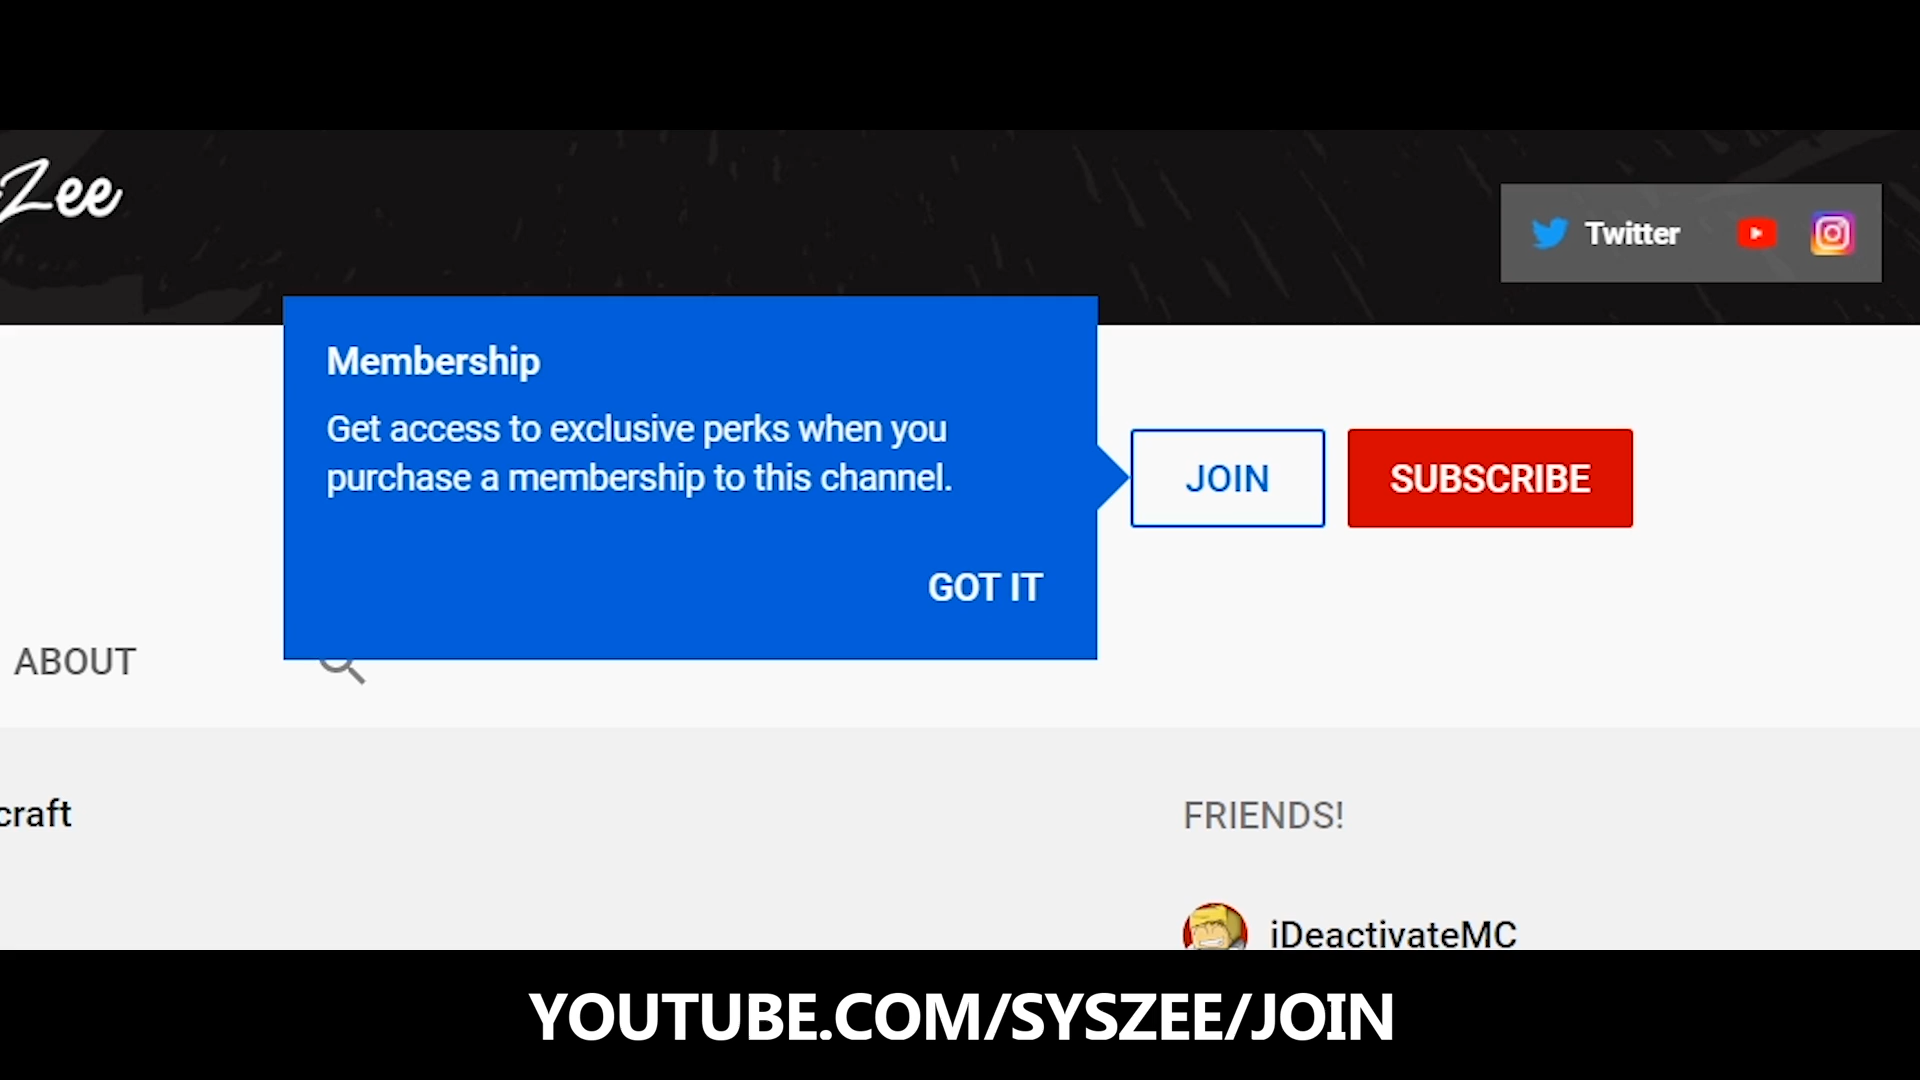 Zee
Twitter
Membership
Get access to exclusive perks when you
purchase a membership to this channel.
JOIN
SUBSCRIBE
GOT IT
ABOUT
craft
FRIENDS!
iDeactivateMC
YOUTUBE.COM/SYSZEE/JOIN